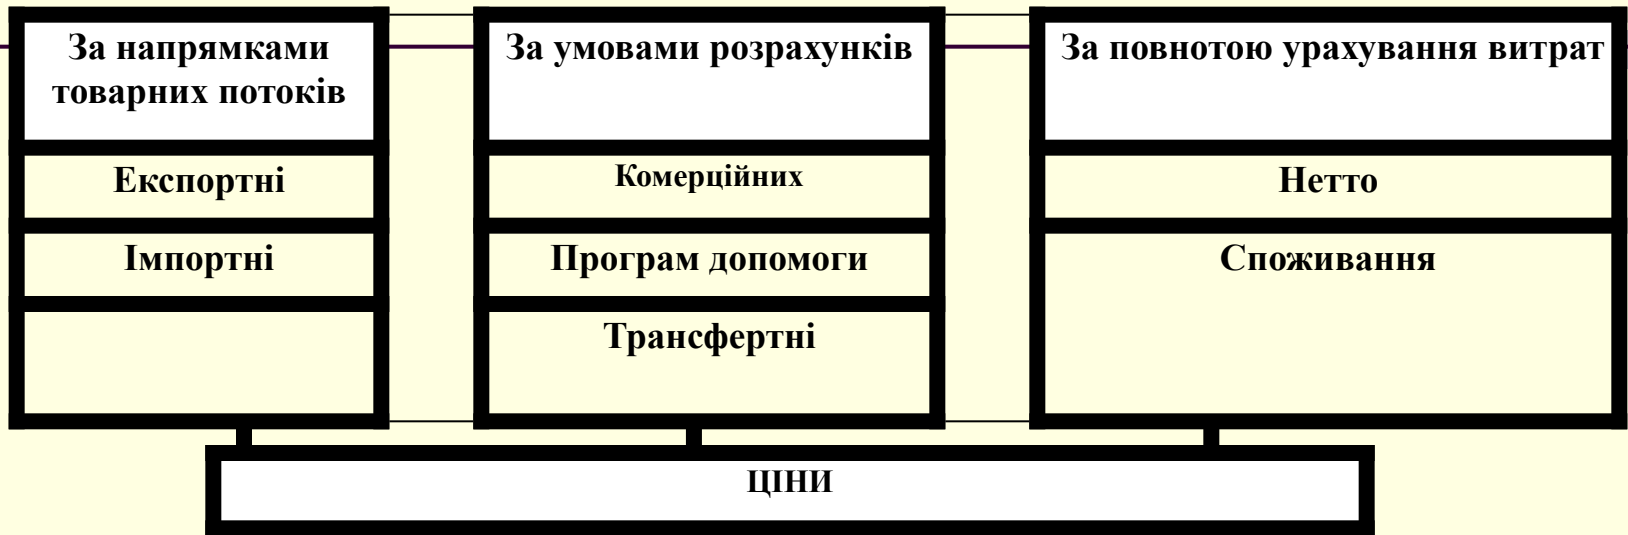 За напрямками
товарних потоків
Експортні
Імпортні
За умовами розрахунків
Комерційних
Програм допомоги
Трансфертні
За повнотою урахування витрат
Нетто
Споживання
ЦІНИ